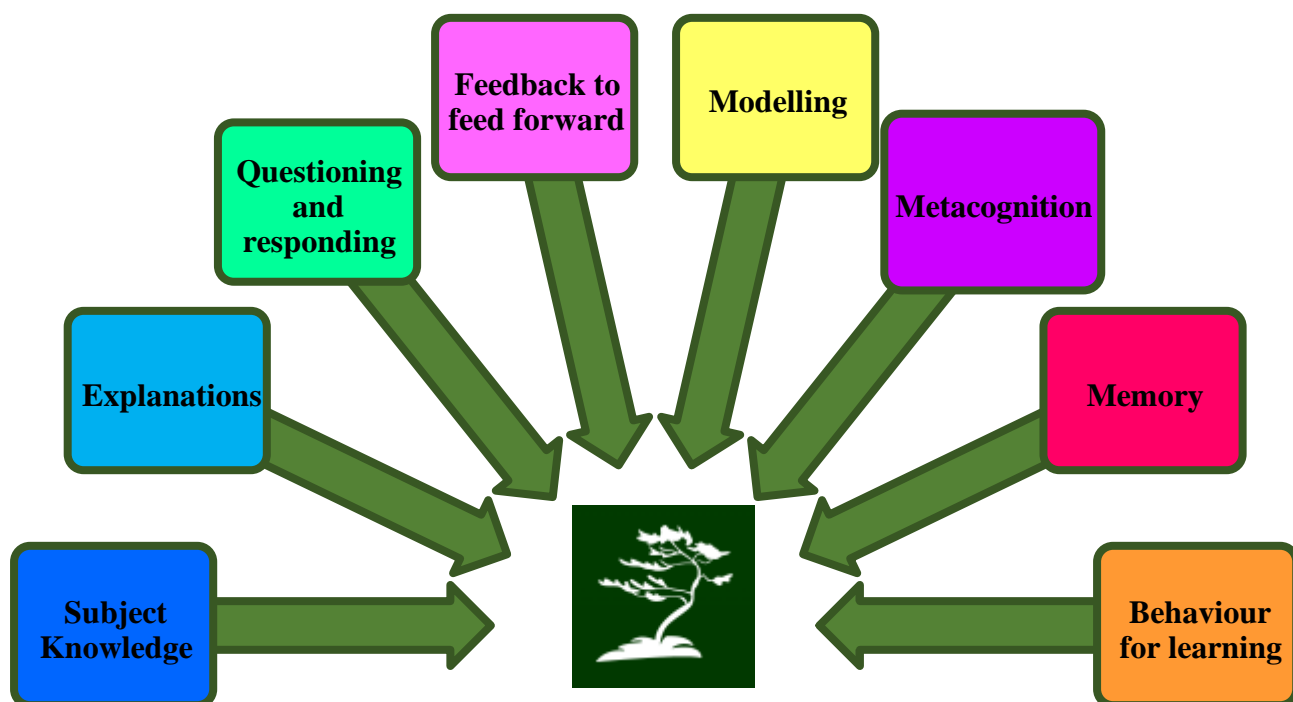 Feedback to
feed forward
Modelling
Questioning
and
responding
Metacognition
Explanations
Memory
Subject
Knowledge
Behaviour
for learning